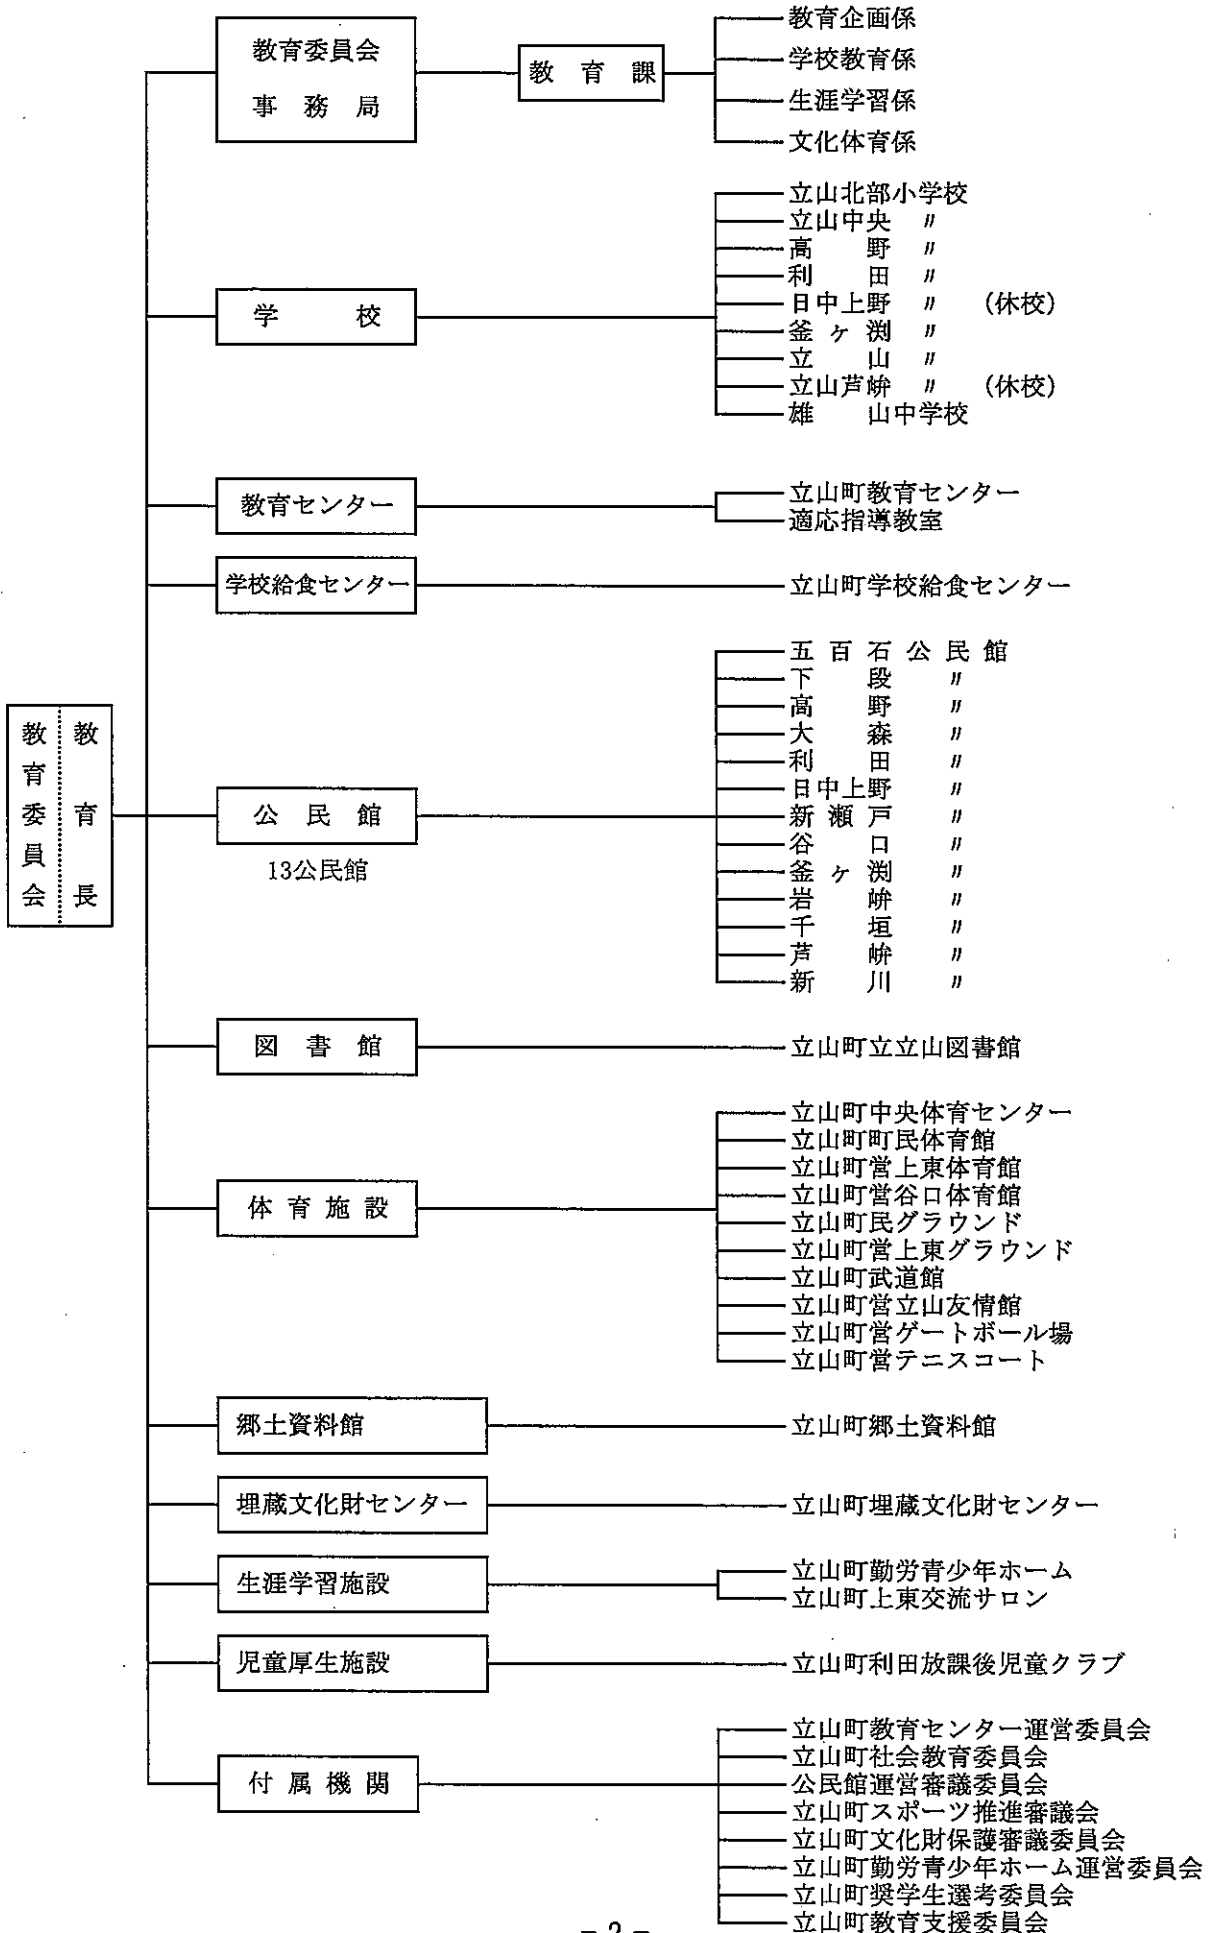 教育委員会
教育長
教育委員会
事務局
教育課
教育企画係
学校教育係
生涯学習係
文化体育係
学校
立山北部小学校
立山中央 〃
高野 〃
利田 〃
日中上野 〃 (休校)
釜ヶ渕 〃
立山 〃
立山芦峅 〃 (休校)
雄山中学校
教育センター
立山町教育センター
適応指導教室
学校給食センター
立山町学校給食センター
公民館
13公民館
五百石公民館
下段 〃
高野 〃
大森 〃
利田 〃
日中上野 〃
新瀬戸 〃
谷口 〃
釜ヶ渕 〃
岩峅 〃
千垣 〃
芦峅 〃
新川 〃
図書館
立山町立立山図書館
体育施設
立山町中央体育センター
立山町町民体育館
立山町営上東体育館
立山町営谷口体育館
立山町民グラウンド
立山町営上東グラウンド
立山町武道館
立山町営立山友情館
立山町営ゲートボール場
立山町営テニスコート
郷土資料館
立山町郷土資料館
埋蔵文化財センター
立山町埋蔵文化財センター
生涯学習施設
立山町勤労青少年ホーム
立山町上東交流サロン
児童厚生施設
立山町利田放課後児童クラブ
付属機関
立山町教育センター運営委員会
立山町社会教育委員会
公民館運営審議委員会
立山町スポーツ推進審議会
立山町文化財保護審議委員会
立山町勤労青少年ホーム運営委員会
立山町奨学生選考委員会
立山町教育支援委員会